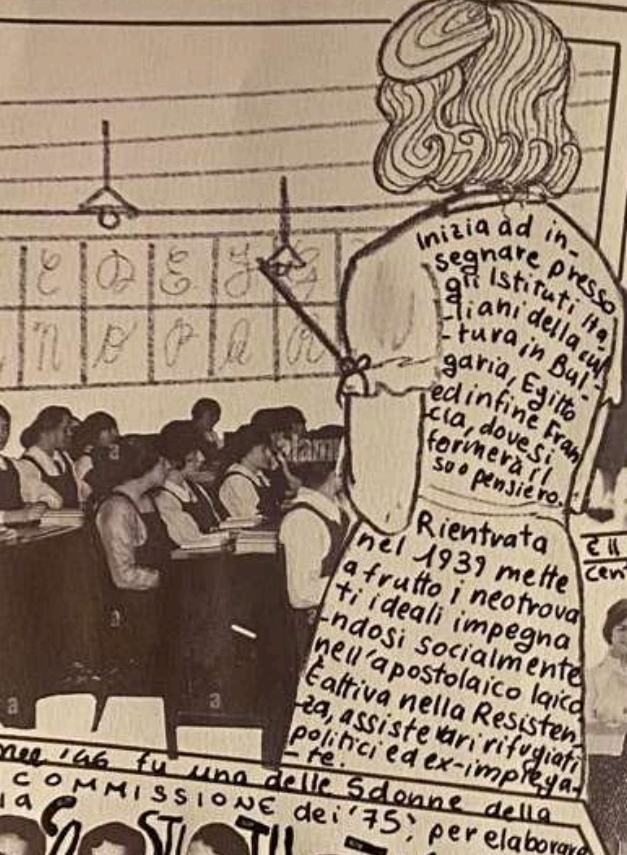 C D E F G
N O P Q R
Inizia ad in-
segnare presso
gli Istituti Ita
-liani della cul
-tura in Bul-
garia, Egitto
ed infine Fran
cia, dove si
formerà il
suo pensiero.
Rientrata
nel 1939 mette
a frutto i neotrova
ti ideali impegna
-ndosi socialmente
nell'apostolaico laico
È attiva nella Resisten
-za, assiste vari rifugiati
politici ed ex-impiega
-te.
È il
cen
nel '46 fu una delle 5 donne della
COMMISSIONE dei '75', per elaborare